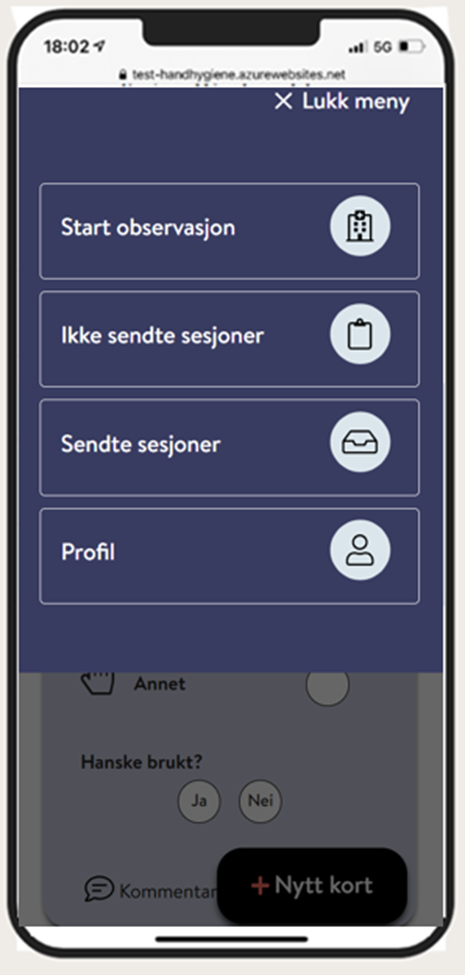 18:02
5G
test-handhygiene.azurewebsites.net
Lukk meny
Start observasjon
Ikke sendte sesjoner
Sendte sesjoner
Profil
Annet
Hanske brukt?
Ja Nei
Kommentar
+ Nytt kort